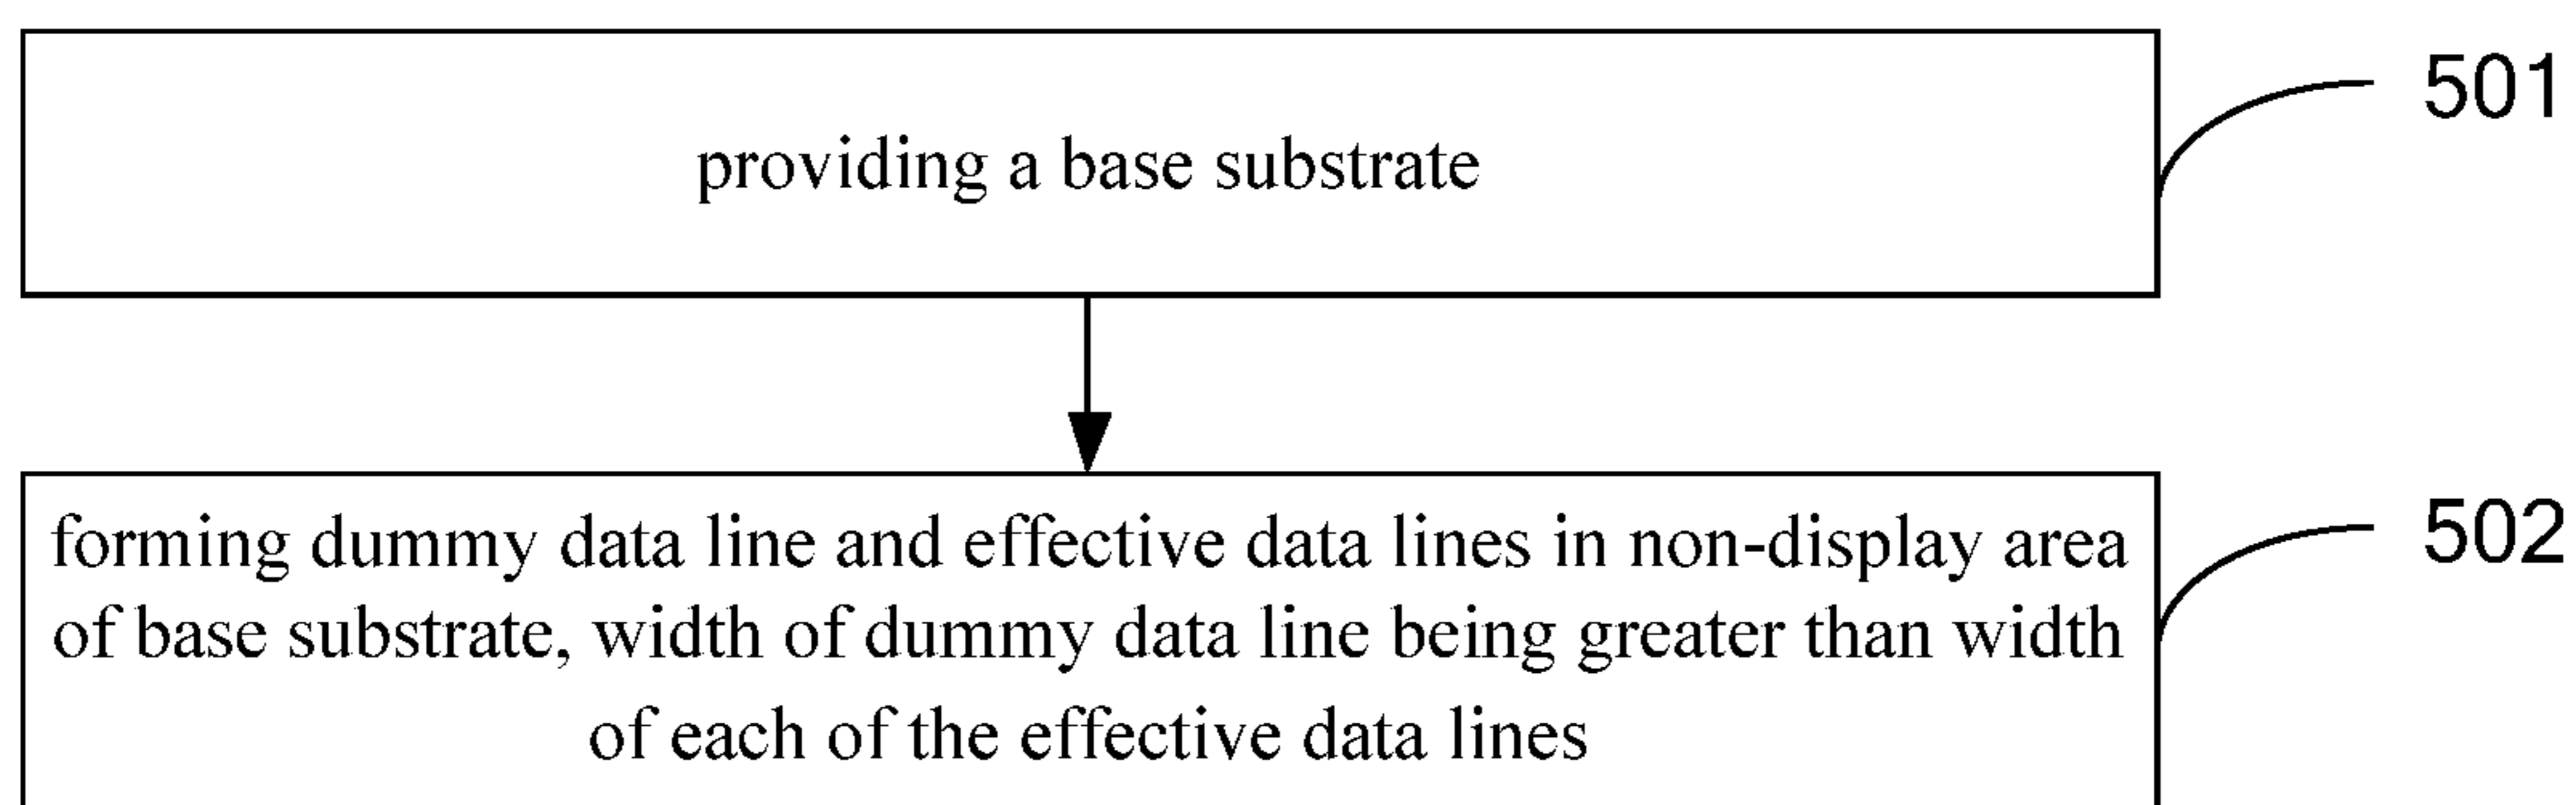 501
providing a base substrate
502
forming dummy data line and effective data lines in non-display area
of base substrate, width of dummy data line being greater than width
of each of the effective data lines